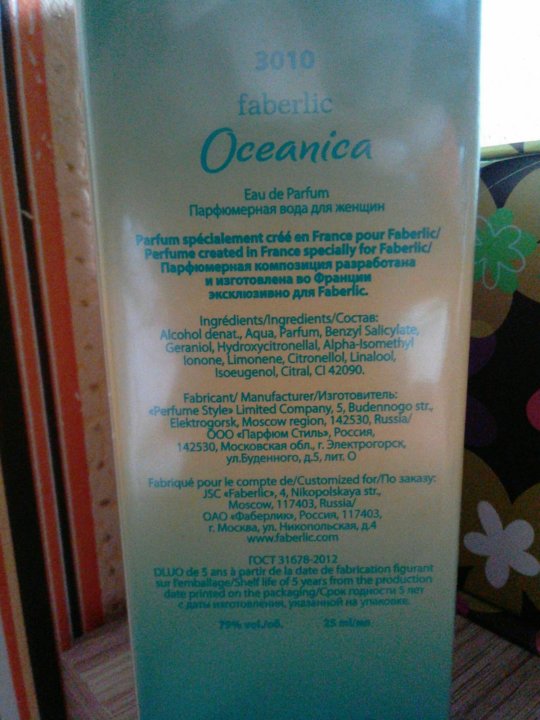 3010
faberlic
Oceanica
Eau de Parfum
Парфюмерная вода для женщин
Parfum spécialement créé en France pour Faberlic/
Perfume created in France specially for Faberlic/
Парфюмерная композиция разработана
и изготовлена во Франции
эксклюзивно для Faberlic.
Ingrédients/Ingredients/Состав:
Alcohol denat., Aqua, Parfum, Benzyl Salicylate,
Geraniol, Hydroxycitronellal, Alpha-Isomethyl
Ionone, Limonene, Citronellol, Linalool,
Isoeugenol, Citral, CI 42090.
Fabricant/ Manufacturer/Изготовитель:
«Perfume Style» Limited Company, 5, Budennogo str.,
Elektrogorsk, Moscow region, 142530, Russia/
ООО «Парфюм Стиль», Россия,
142530, Московская обл., г. Электрогорск,
ул.Буденного, д.5, лит. О
Fabriqué pour le compte de/Customized for/По заказу:
JSC «Faberlic», 4, Nikopolskaya str.,
Moscow, 117403, Russia/
ОАО «Фаберлик», Россия, 117403,
г. Москва, ул. Никопольская, д.4
www.faberlic.com
ГОСТ 31678-2012
DLUO de 5 ans à partir de la date de fabrication figurant
sur l'emballage/Shelf life of 5 years from the production
date printed on the packaging/Срок годности 5 лет
с даты изготовления, указанной на упаковке.
79% vol./об. 25 ml/мл